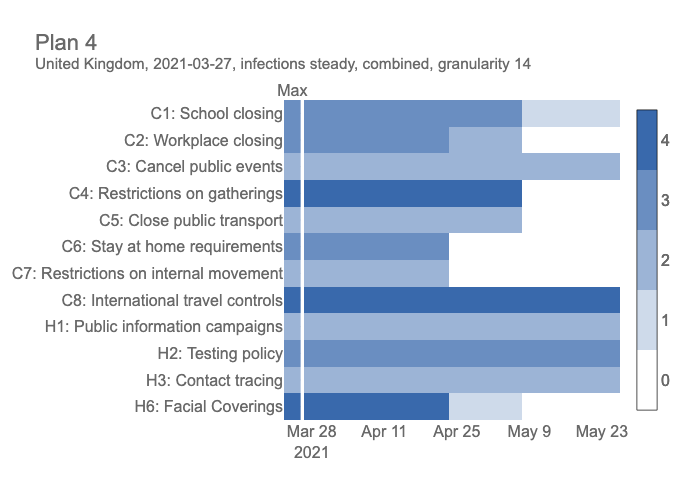 Plan 4
United Kingdom, 2021-03-27, infections steady, combined, granularity 14
Max
C1: School closing
C2: Workplace closing
C3: Cancel public events
C4: Restrictions on gatherings
C5: Close public transport
C6: Stay at home requirements
C7: Restrictions on internal movement
C8: International travel controls
H1: Public information campaigns
H2: Testing policy
H3: Contact tracing
H6: Facial Coverings
Mar 28 Apr 11 Apr 25 May 9 May 23
2021
4
3
2
1
0